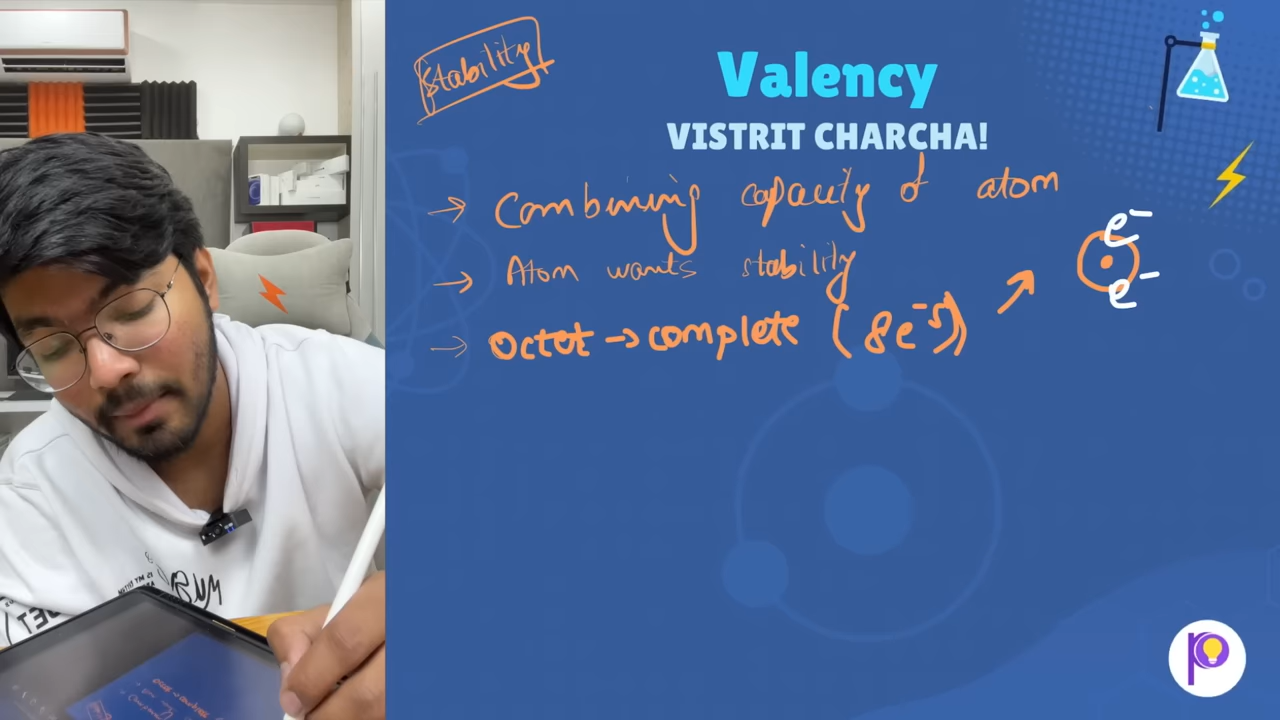 stability
Valency
VISTRIT CHARCHA!
→ Combining capacity of atom
→ Atom wants stability
→ Octet → complete (8e⁻s)
e⁻
e⁻